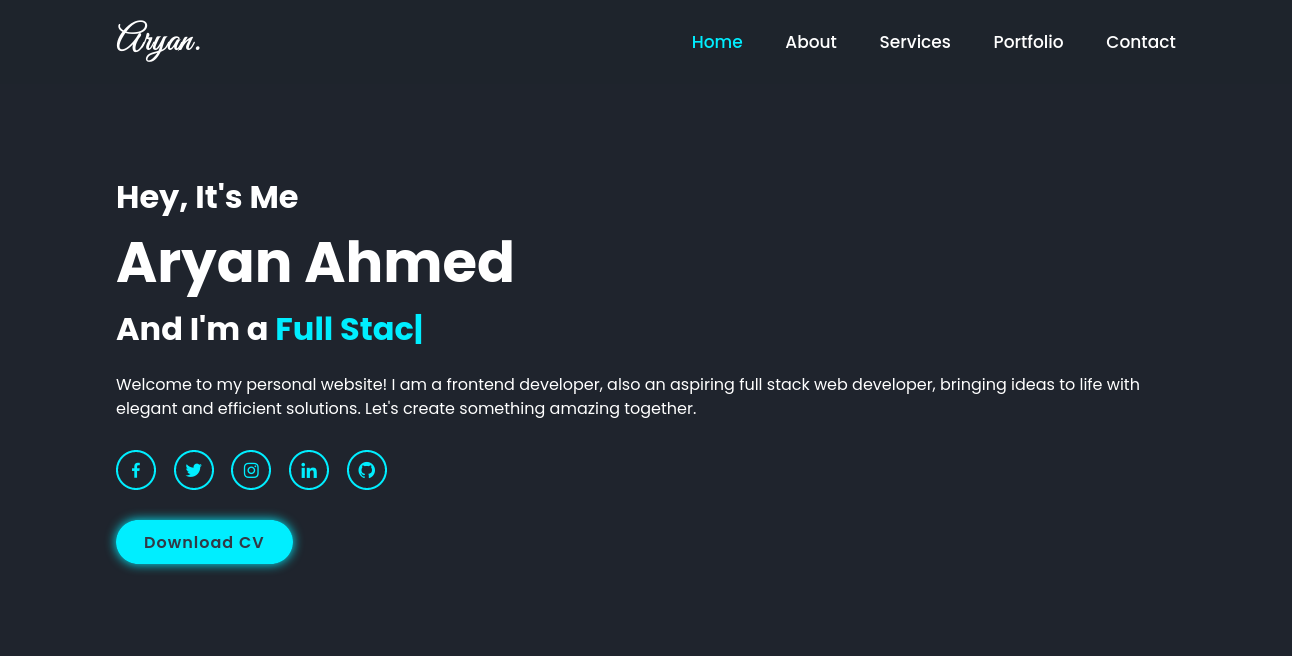 Aryan.
Home About Services Portfolio Contact
Hey, It's Me
Aryan Ahmed
And I'm a Full Stac|
Welcome to my personal website! I am a frontend developer, also an aspiring full stack web developer, bringing ideas to life with
elegant and efficient solutions. Let's create something amazing together.
Download CV